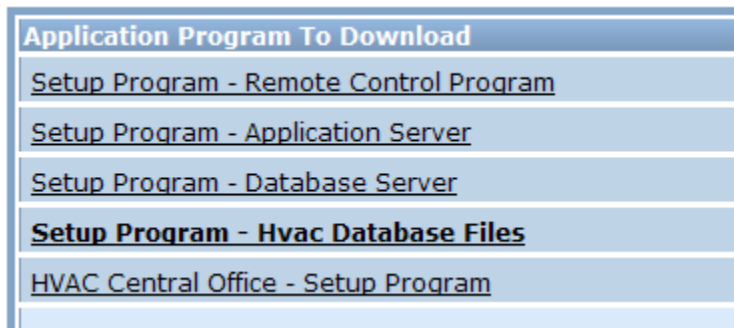 Application Program To Download
Setup Program - Remote Control Program
Setup Program - Application Server
Setup Program - Database Server
Setup Program - Hvac Database Files
HVAC Central Office - Setup Program